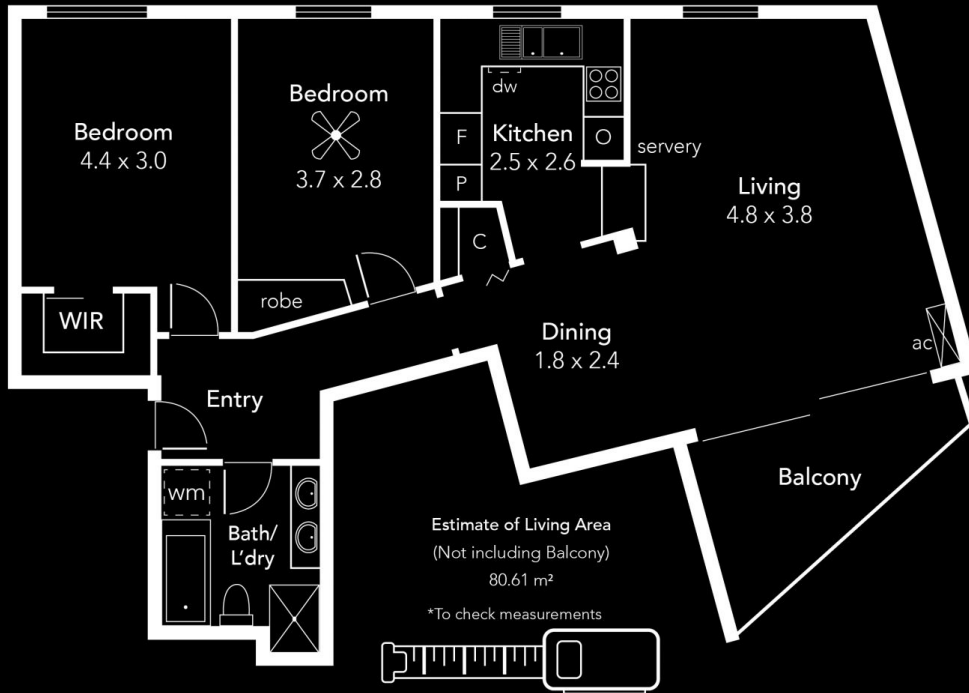 Bedroom
4.4 x 3.0
Bedroom
3.7 x 2.8
dw
F
Kitchen
2.5 x 2.6
O
P
servery
Living
4.8 x 3.8
C
WIR
robe
Dining
1.8 x 2.4
ac
Entry
Balcony
wm
Bath/
L'dry
Estimate of Living Area
(Not including Balcony)
80.61 m²
*To check measurements